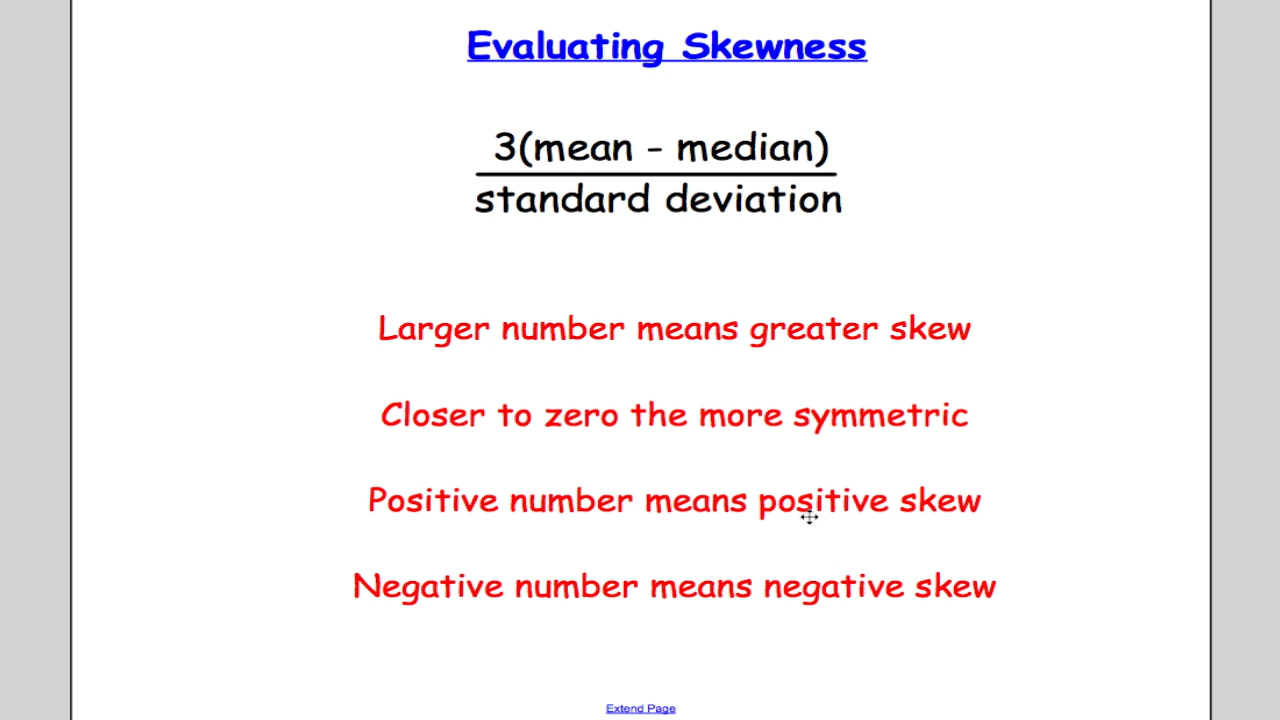 Evaluating Skewness
3(mean - median)
standard deviation
Larger number means greater skew
Closer to zero the more symmetric
Positive number means positive skew
Negative number means negative skew
Extend Page